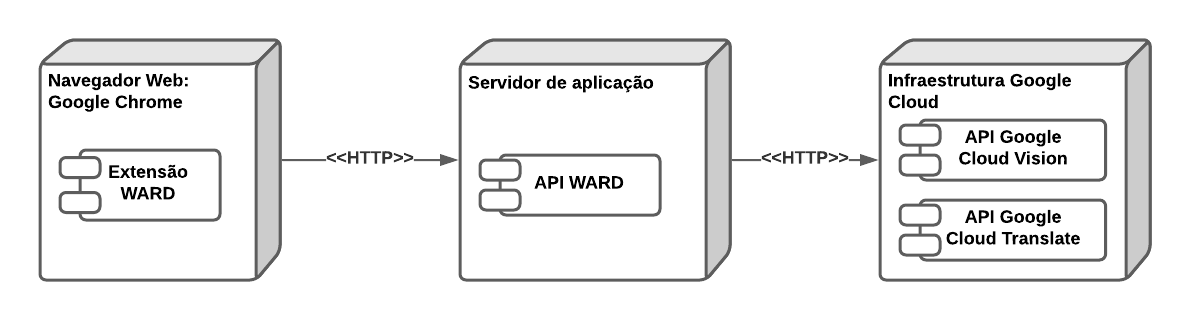 Navegador Web:
Google Chrome
Extensão
WARD
<<HTTP>>
Servidor de aplicação
API WARD
<<HTTP>>
Infraestrutura Google
Cloud
API Google
Cloud Vision
API Google
Cloud Translate